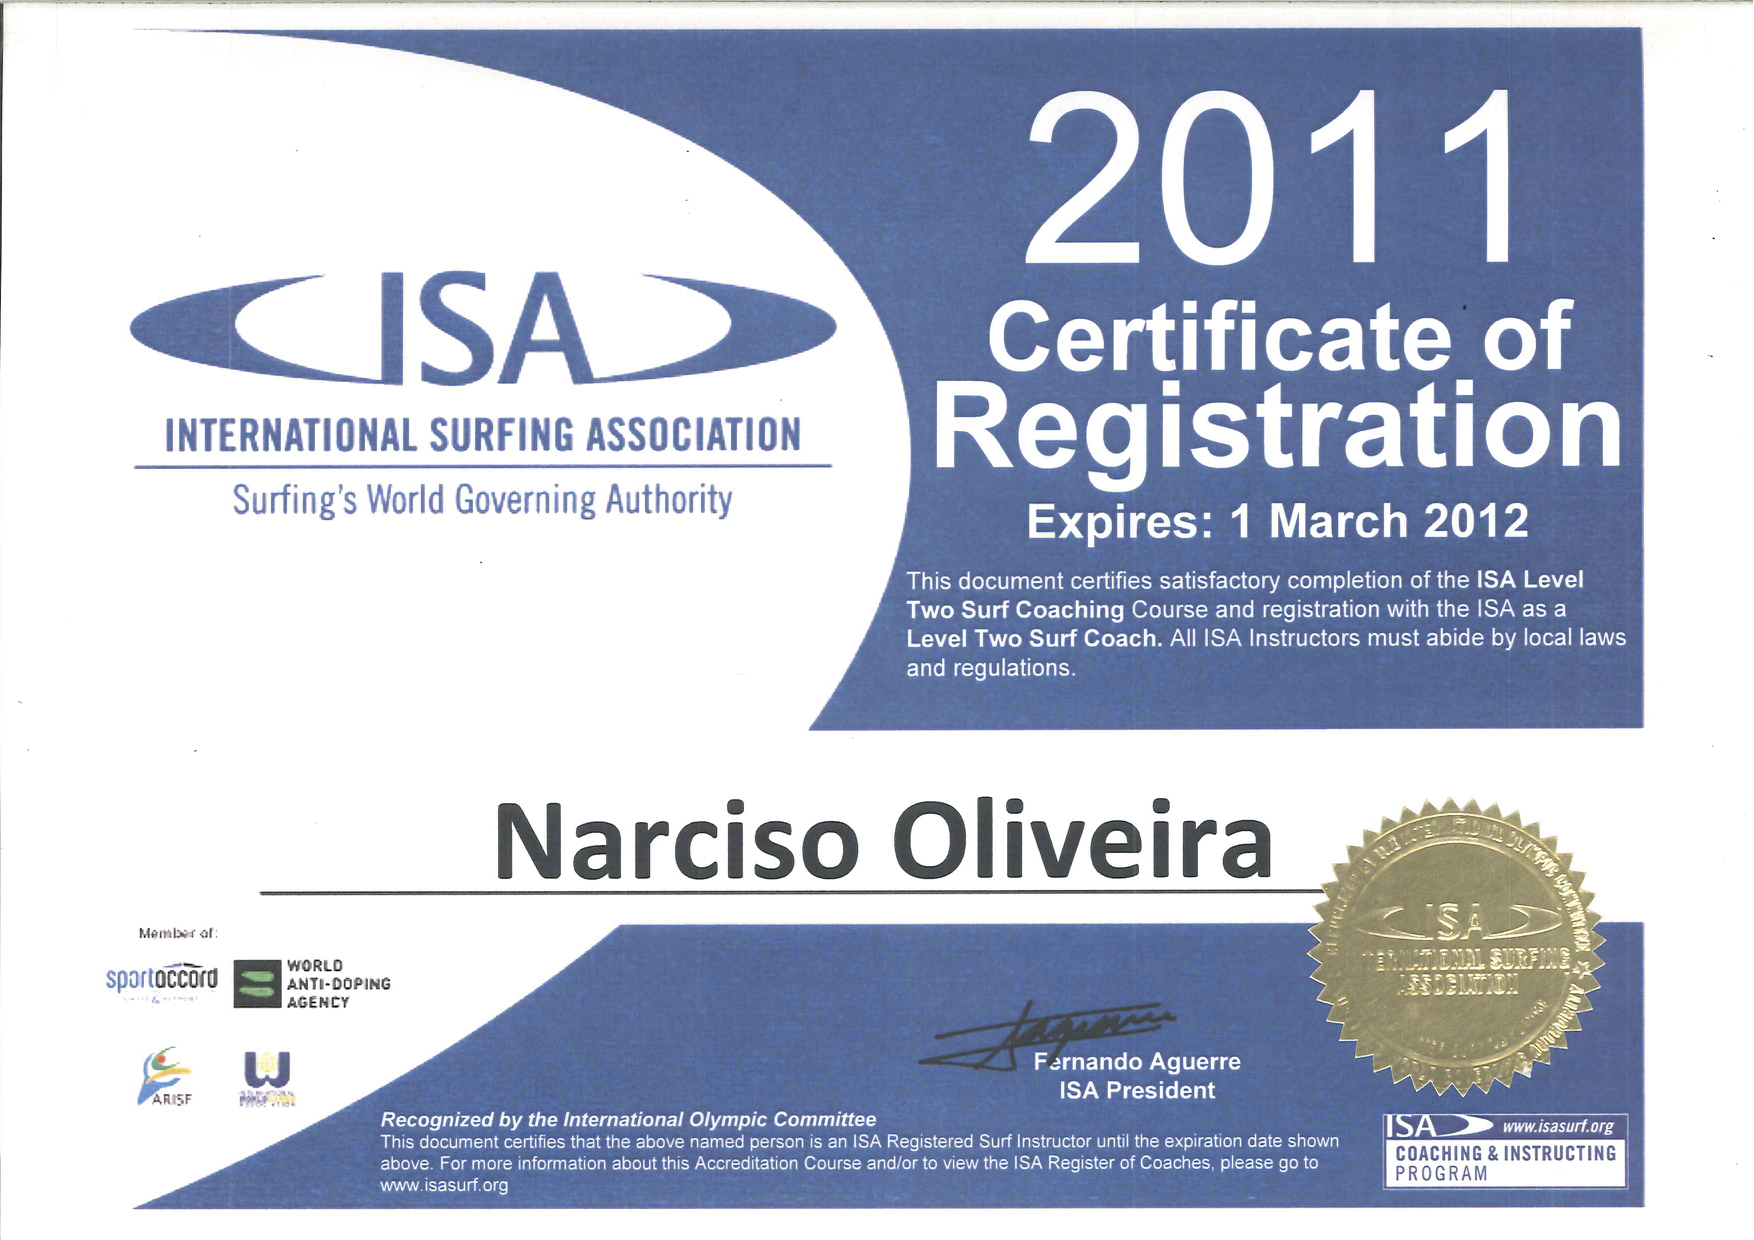 2011
Certificate of
Registration
Expires: 1 March 2012
This document certifies satisfactory completion of the ISA Level
Two Surf Coaching Course and registration with the ISA as a
Level Two Surf Coach. All ISA Instructors must abide by local laws
and regulations.
ISA
INTERNATIONAL SURFING ASSOCIATION
Surfing's World Governing Authority
Narciso Oliveira
Member of:
sportaccord
WORLD
ANTI-DOPING
AGENCY
ARISF
INTERNATIONAL
WORLD GAMES
ASSOCIATION
ISA
INTERNATIONAL SURFING
ASSOCIATION
Fernando Aguerre
ISA President
Recognized by the International Olympic Committee
This document certifies that the above named person is an ISA Registered Surf Instructor until the expiration date shown
above. For more information about this Accreditation Course and/or to view the ISA Register of Coaches, please go to
www.isasurf.org
ISA www.isasurf.org
COACHING & INSTRUCTING
PROGRAM